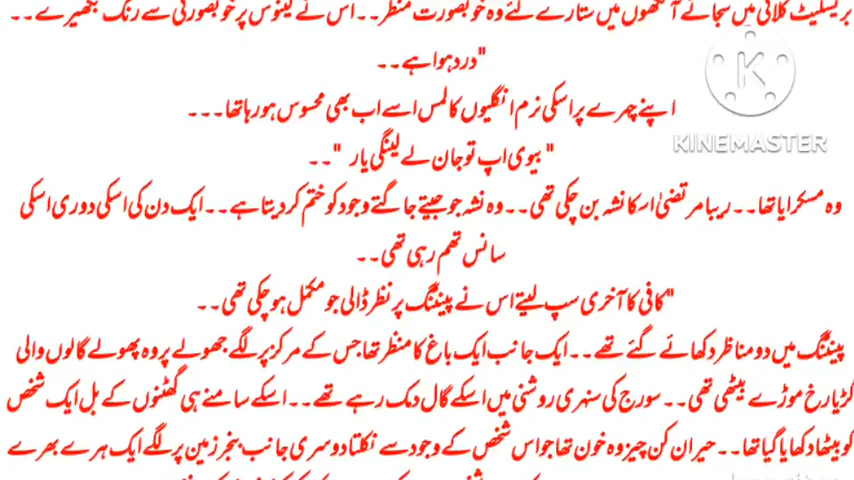 بریسلیٹ کلائی میں سجائے آنکھوں میں ستارے لئے وہ خوبصورت منظر۔۔اس نے کینوس پر خوبصورتی سے رنگ بکھیرے۔۔
"درد ہوا ہے۔۔
اپنے چہرے پر اسکی نرم انگلیوں کا لمس اسے اب بھی محسوس ہو رہا تھا۔۔۔
" بیوی اپ تو جان لے لینگی یار "۔۔
وہ مسکرایا تھا۔۔ریبا مرتضیٰ اسکا نشہ بن چکی تھی۔۔وہ نشہ جو جیتے جاگتے وجود کو ختم کر دیتا ہے۔۔ایک دن کی اسکی دوری اسکی
سانس تھم رہی تھی۔۔
"کافی کا آخری سپ لیتے اس نے پینٹنگ پر نظر ڈالی جو مکمل ہو چکی تھی۔۔
پینٹنگ میں دو مناظر دکھائے گئے تھے۔۔ایک جانب ایک باغ کا منظر تھا جس کے مرکز پر لگے جھولے پر وہ پھولے گالوں والی
گڑیا رخ موڑے بیٹھی تھی۔۔سورج کی سنہری روشنی میں اسکے گال دمک رہے تھے۔۔اسکے سامنے ہی گھٹنوں کے بل ایک شخص
کو بیٹھا دکھایا گیا تھا۔۔حیران کن چیز وہ خون تھا جو اس شخص کے وجود سے نکلتا دوسری جانب بنجر زمین پر لگے ایک ہرے بھرے
K
KINEMASTER